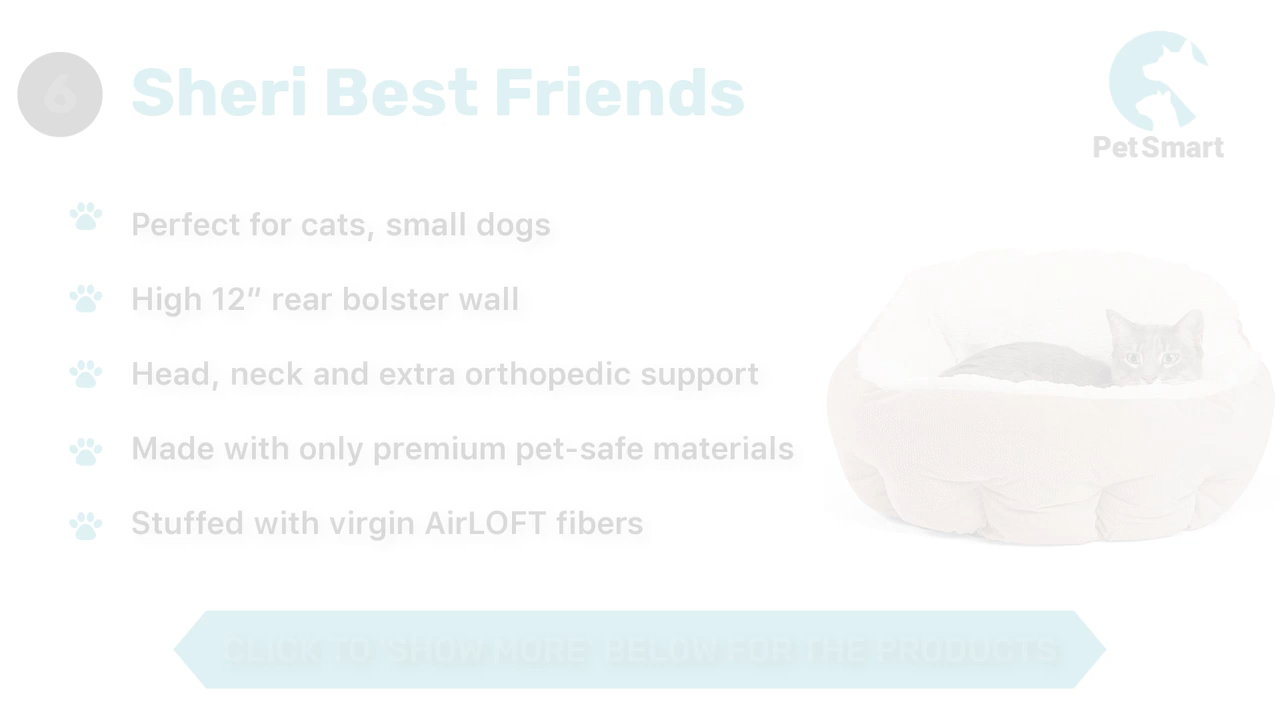 6
Sheri Best Friends
PetSmart
Perfect for cats, small dogs
High 12” rear bolster wall
Head, neck and extra orthopedic support
Made with only premium pet-safe materials
Stuffed with virgin AirLOFT fibers
CLICK TO 'SHOW MORE' BELOW FOR THE PRODUCTS